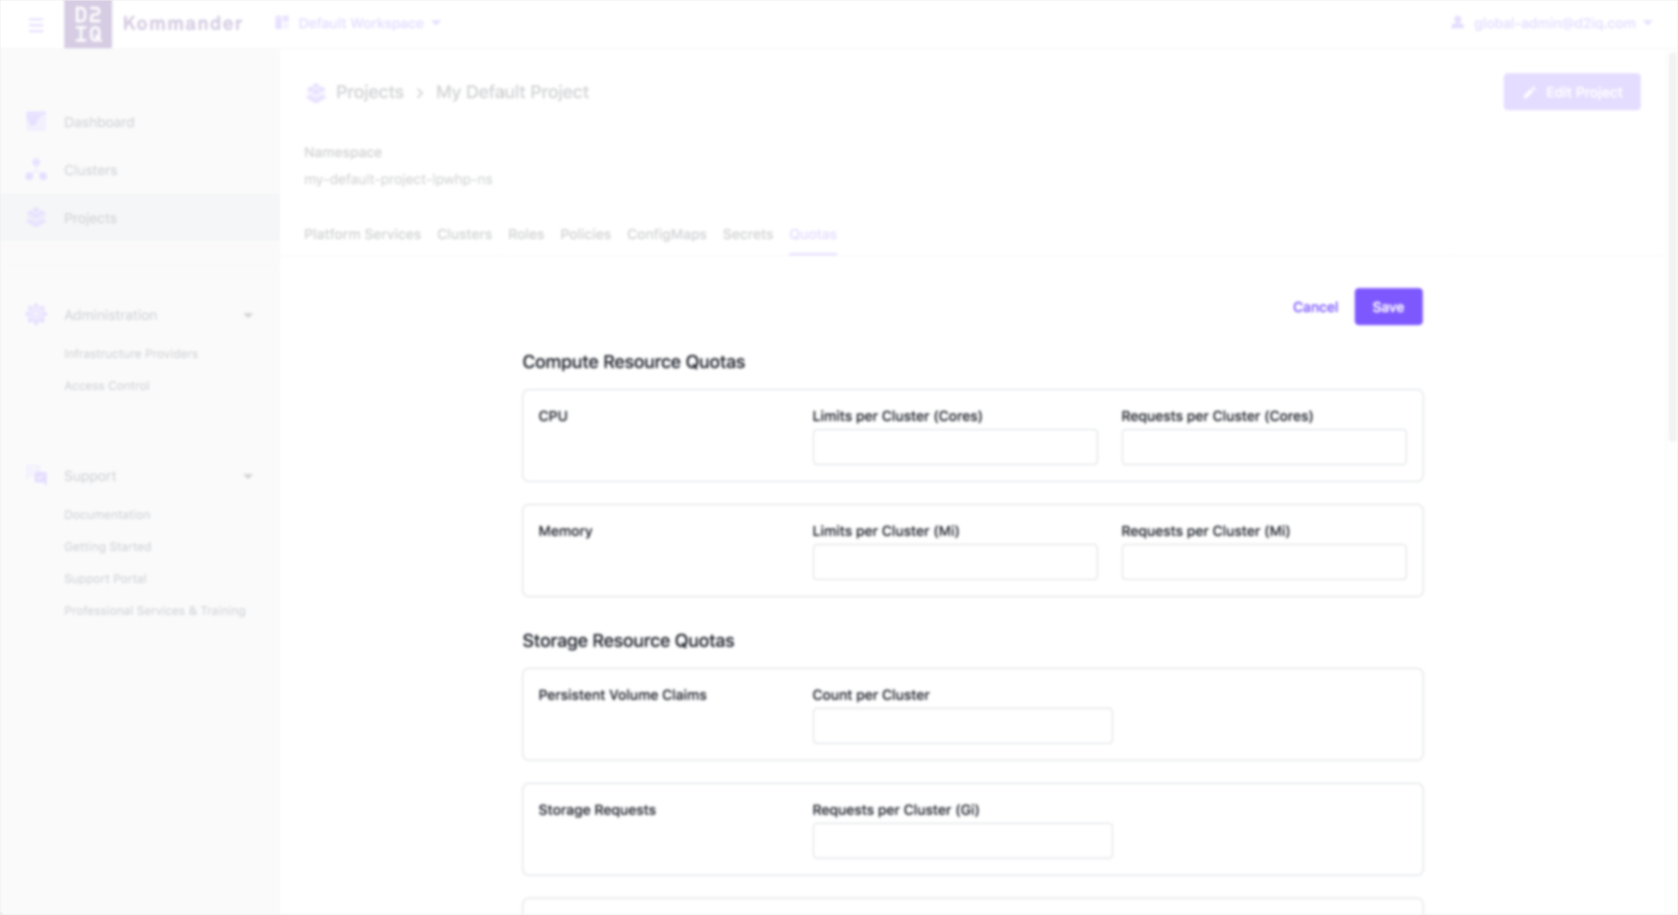 D2
IQ
Kommander
Default Workspace
global-admin@d2iq.com
Projects › My Default Project
Edit Project
Dashboard
Clusters
Projects
Administration
Infrastructure Providers
Access Control
Support
Documentation
Getting Started
Support Portal
Professional Services & Training
Namespace
my-default-project-lpwhp-ns
Platform Services Clusters Roles Policies ConfigMaps Secrets Quotas
Cancel Save
Compute Resource Quotas
CPU Limits per Cluster (Cores) Requests per Cluster (Cores)
Memory Limits per Cluster (Mi) Requests per Cluster (Mi)
Storage Resource Quotas
Persistent Volume Claims Count per Cluster
Storage Requests Requests per Cluster (Gi)